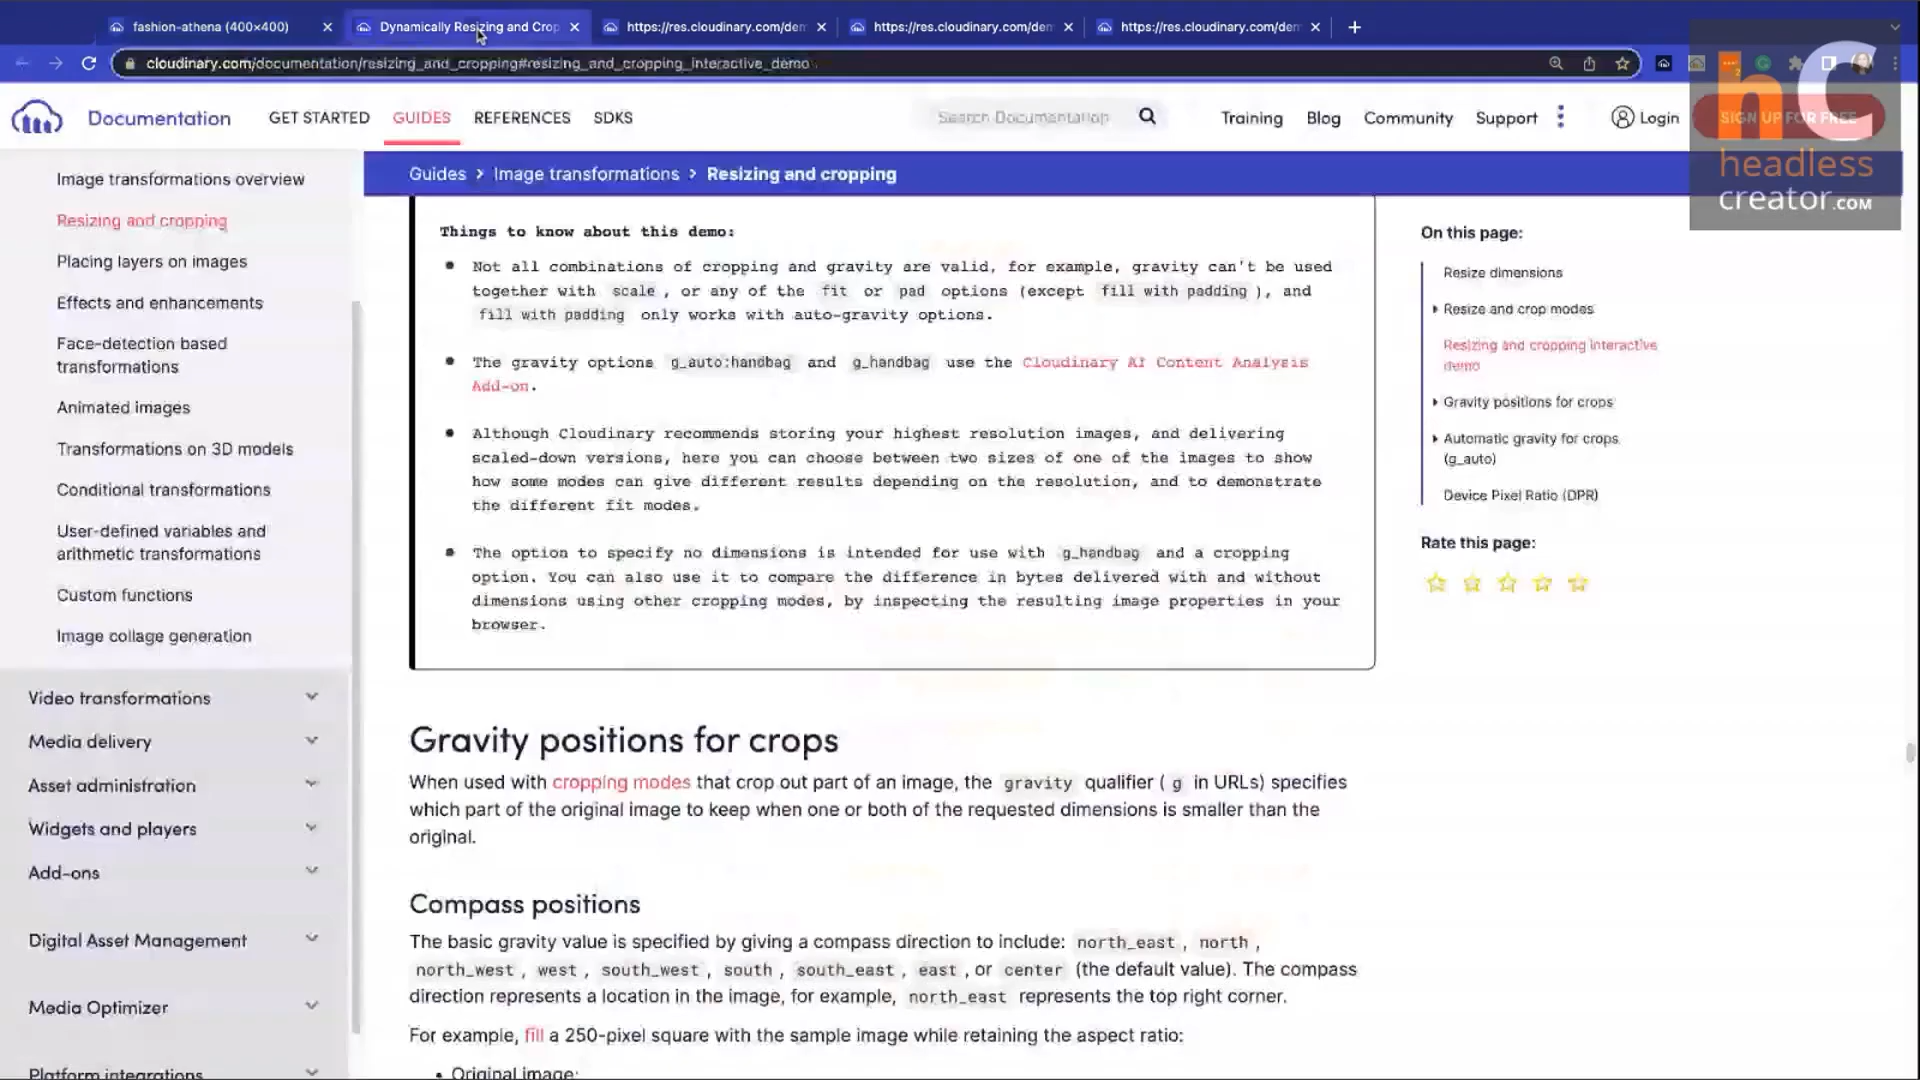 fashion-athena (400×400)
Dynamically Resizing and Crop
https://res.cloudinary.com/dem
https://res.cloudinary.com/dem
https://res.cloudinary.com/dem
cloudinary.com/documentation/resizing_and_cropping#resizing_and_cropping_interactive_demo
hC
headless
creator.COM
Documentation
GET STARTED
GUIDES
REFERENCES
SDKS
Search Documentation
Training
Blog
Community
Support
Login
SIGN UP FOR FREE
Guides > Image transformations > Resizing and cropping
Image transformations overview
Resizing and cropping
Placing layers on images
Effects and enhancements
Face-detection based
transformations
Animated images
Transformations on 3D models
Conditional transformations
User-defined variables and
arithmetic transformations
Custom functions
Image collage generation
Video transformations
Media delivery
Asset administration
Widgets and players
Add-ons
Digital Asset Management
Media Optimizer
Platform integrations
Things to know about this demo:
Not all combinations of cropping and gravity are valid, for example, gravity can't be used
together with scale, or any of the fit or pad options (except fill with padding), and
fill with padding only works with auto-gravity options.
The gravity options g_auto:handbag and g_handbag use the Cloudinary AI Content Analysis
Add-on.
Although Cloudinary recommends storing your highest resolution images, and delivering
scaled-down versions, here you can choose between two sizes of one of the images to show
how some modes can give different results depending on the resolution, and to demonstrate
the different fit modes.
The option to specify no dimensions is intended for use with g_handbag and a cropping
option. You can also use it to compare the difference in bytes delivered with and without
dimensions using other cropping modes, by inspecting the resulting image properties in your
browser.
Gravity positions for crops
When used with cropping modes that crop out part of an image, the gravity qualifier ( g in URLs) specifies
which part of the original image to keep when one or both of the requested dimensions is smaller than the
original.
Compass positions
The basic gravity value is specified by giving a compass direction to include: north_east, north,
north_west, west, south_west, south, south_east, east, or center (the default value). The compass
direction represents a location in the image, for example, north_east represents the top right corner.
For example, fill a 250-pixel square with the sample image while retaining the aspect ratio:
• Original image:
On this page:
Resize dimensions
Resize and crop modes
Resizing and cropping interactive
demo
Gravity positions for crops
Automatic gravity for crops
(g_auto)
Device Pixel Ratio (DPR)
Rate this page: